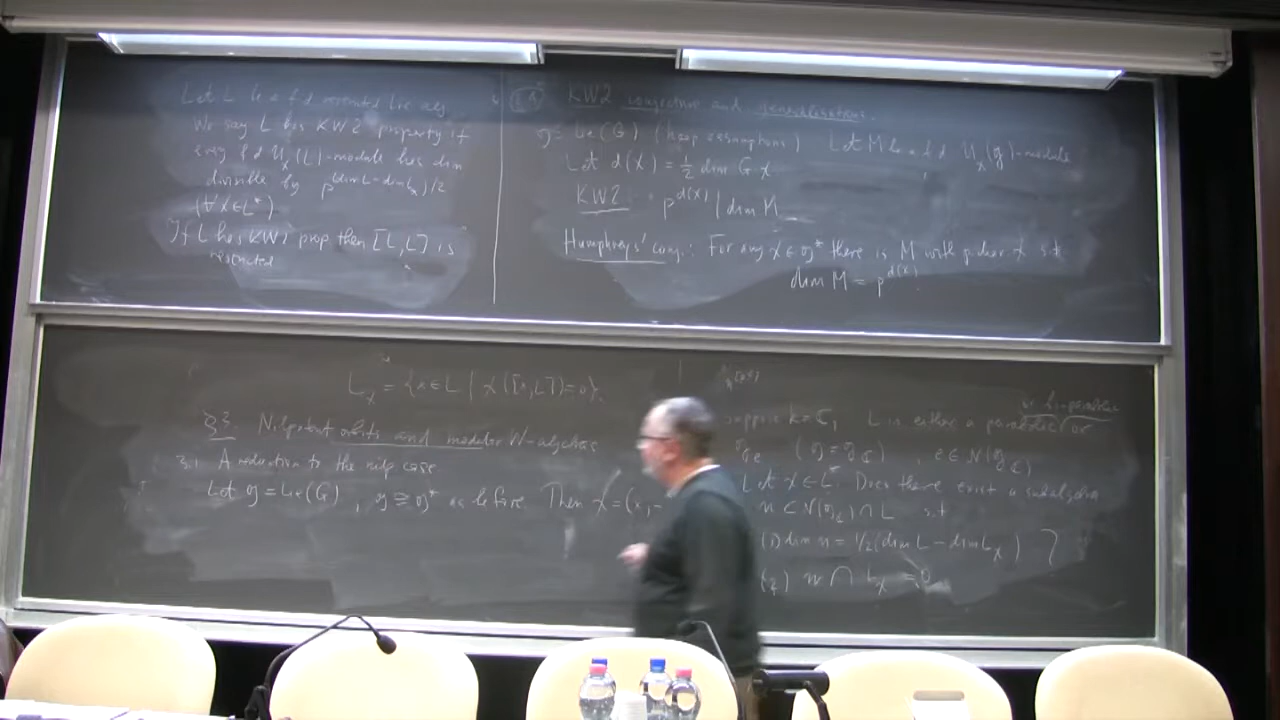 Let L be a f d restricted Lie alg.
We say L has KW2 property if
every f d U_χ(L)-module has dim
divisible by p^{(dim L - dim L_χ)/2}
(∀ χ∈L*)
If L has KW2 prop then [L,L] is
restricted
KW2 conjecture and generalisations.
g = Lie(G) (keep assumptions) Let M be a f d U_χ(g)-module
Let d(χ) = ½ dim G.χ
KW2 : p^{d(χ)} | dim M
Humphreys' conj.: For any χ∈g* there is M with p-char χ s.t.
dim M = p^{d(χ)}
L_χ = {x∈L | χ([x,L])=0}.
§3. Nilpotent orbits and modular W-algebras
3.1 A reduction to the nilp case
Let g = Lie(G), g ≅ g* as before. Then χ = (x,-
suppose k = C, L is either a parabolic or
g_e (g = g_C), e ∈ N(g_C)
Let χ∈L*. Does there exist a subalgebra
n ⊂ N(g) ∩ L s.t
(1) dim n = 1/2(dim L - dim L_χ) ?
(2) n ∩ L_χ = 0